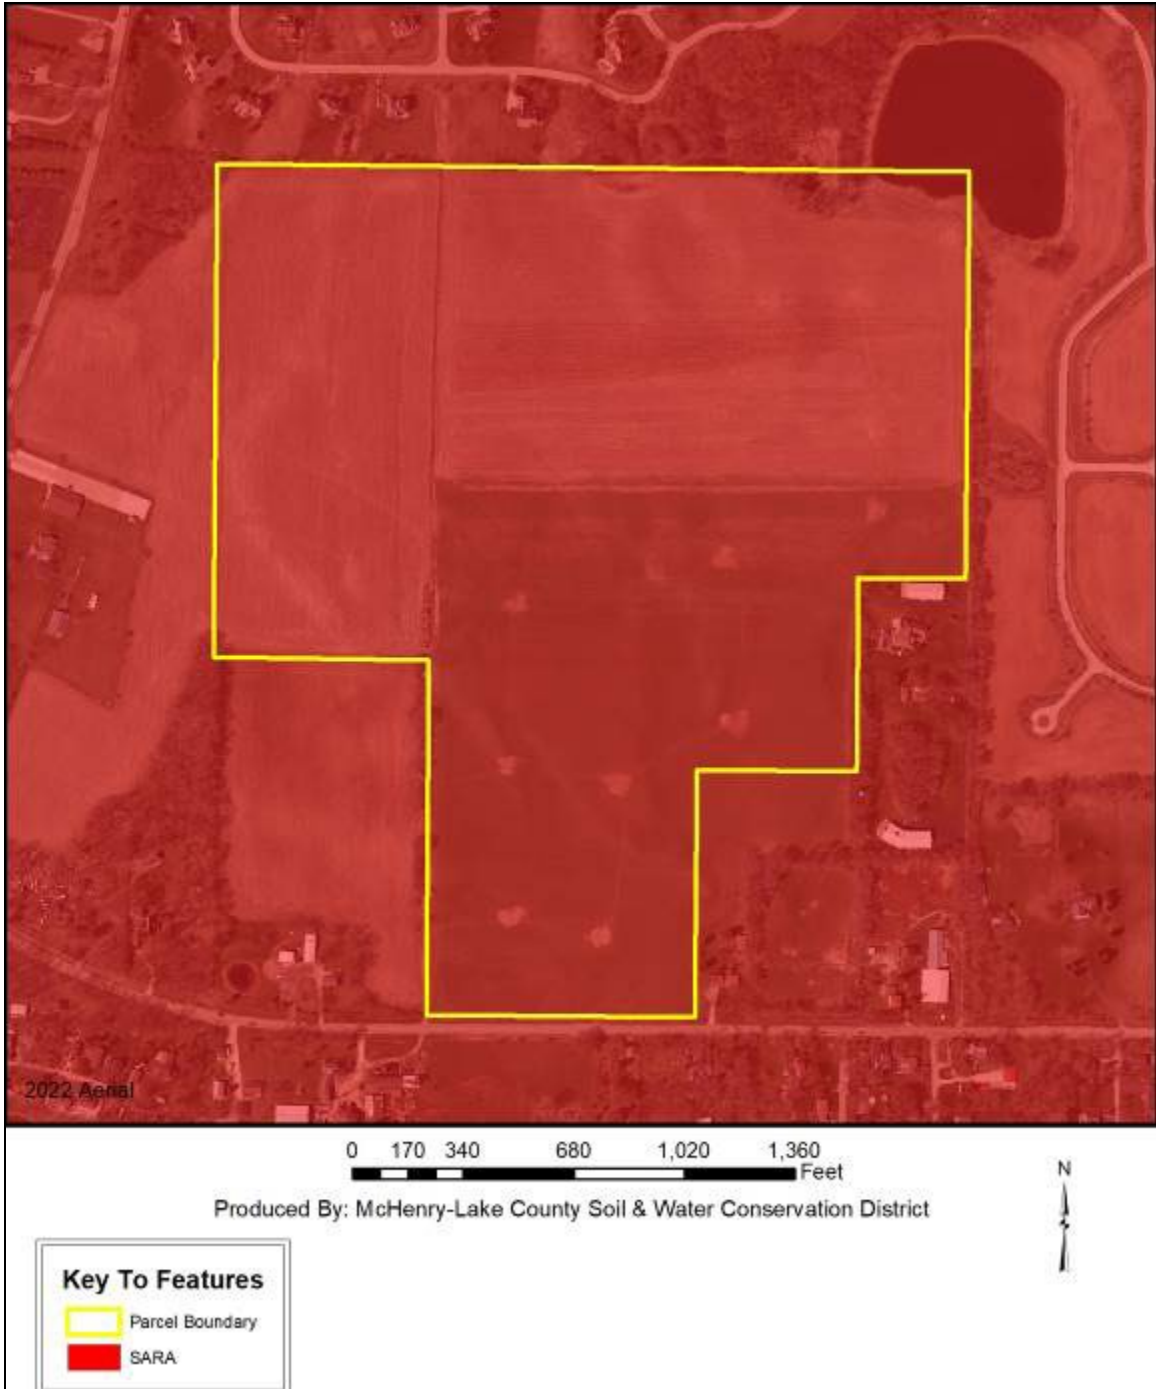 2022 Aerial
0 170 340 680 1,020 1,360
Feet
Produced By: McHenry-Lake County Soil & Water Conservation District
N
Key To Features
Parcel Boundary
SARA